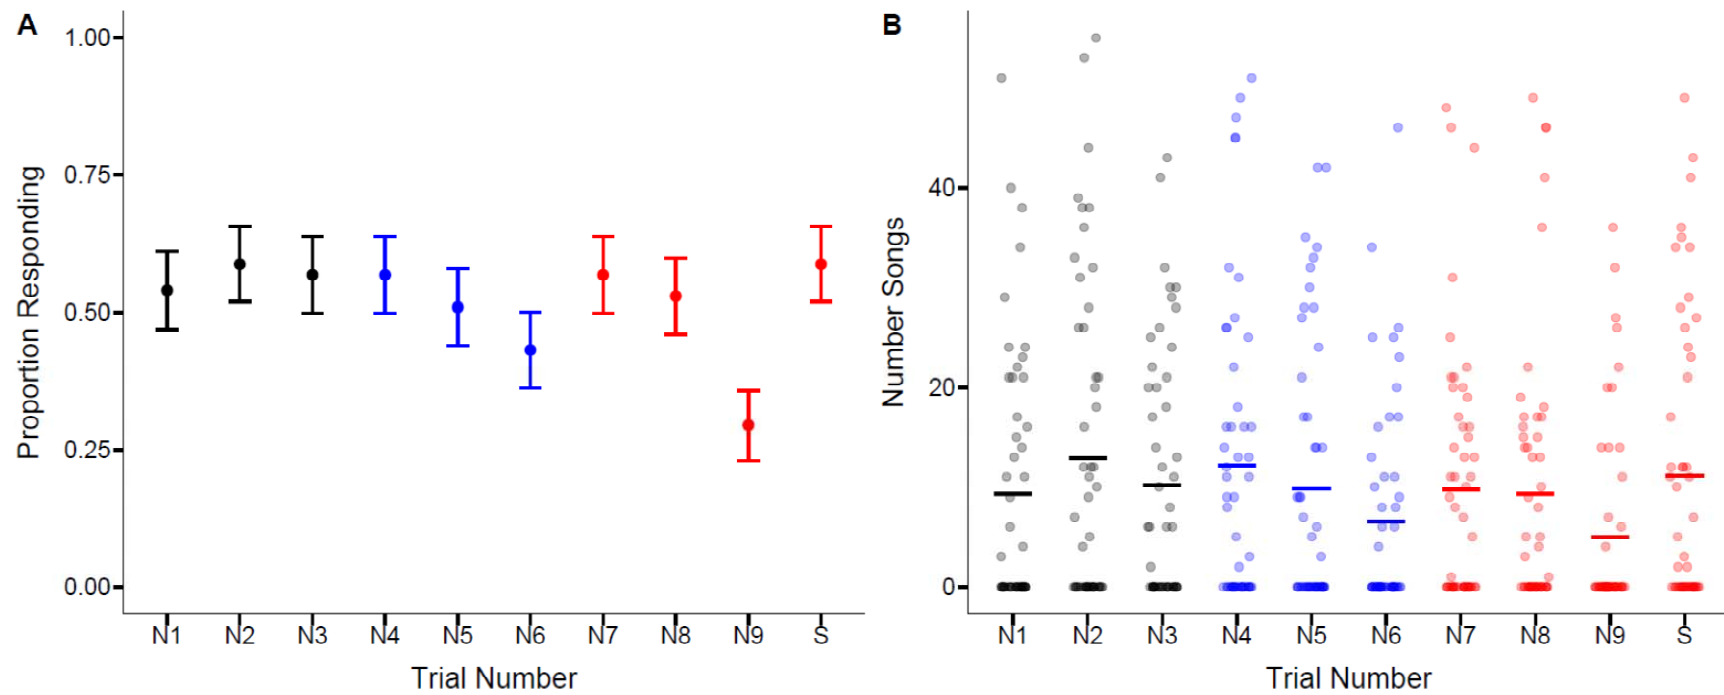 A
1.00
0.75
0.50
0.25
0.00
Proportion Responding
N1 N2 N3 N4 N5 N6 N7 N8 N9 S
Trial Number
B
40
20
0
Number Songs
N1 N2 N3 N4 N5 N6 N7 N8 N9 S
Trial Number